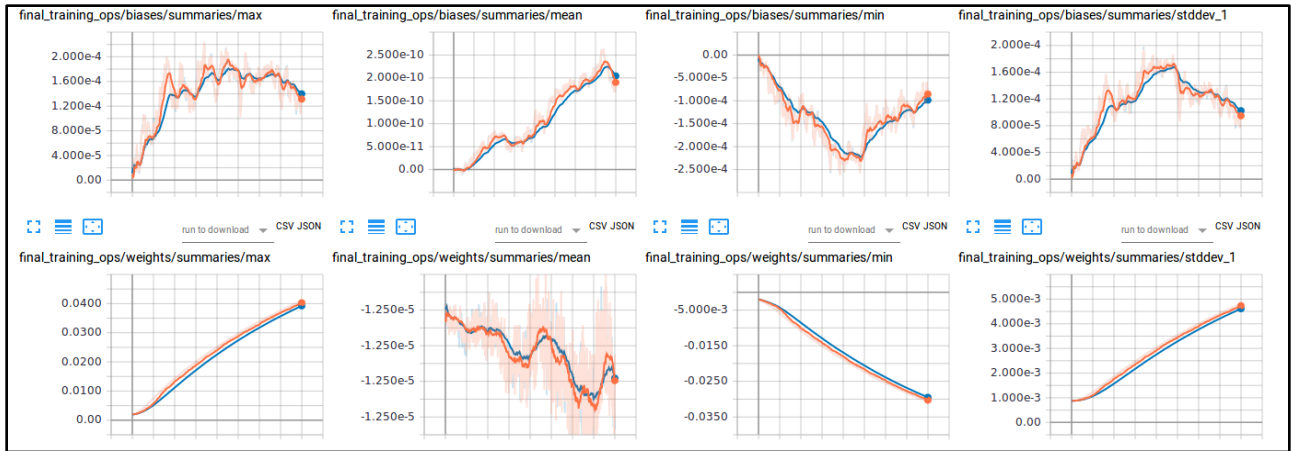 final_training_ops/biases/summaries/max
2.000e-4
1.600e-4
1.200e-4
8.000e-5
4.000e-5
0.00
run to download
CSV JSON
final_training_ops/biases/summaries/mean
2.500e-10
2.000e-10
1.500e-10
1.000e-10
5.000e-11
0.00
run to download
CSV JSON
final_training_ops/biases/summaries/min
0.00
-5.000e-5
-1.000e-4
-1.500e-4
-2.000e-4
-2.500e-4
run to download
CSV JSON
final_training_ops/biases/summaries/stddev_1
2.000e-4
1.600e-4
1.200e-4
8.000e-5
4.000e-5
0.00
run to download
CSV JSON
final_training_ops/weights/summaries/max
0.0400
0.0300
0.0200
0.0100
0.00
final_training_ops/weights/summaries/mean
-1.250e-5
-1.250e-5
-1.250e-5
-1.250e-5
final_training_ops/weights/summaries/min
-5.000e-3
-0.0150
-0.0250
-0.0350
final_training_ops/weights/summaries/stddev_1
5.000e-3
4.000e-3
3.000e-3
2.000e-3
1.000e-3
0.00